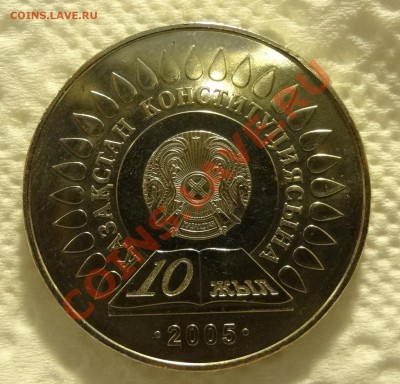 COINS.LAVE.RU
ҚАЗАҚСТАН КОНСТИТУЦИЯСЫНА
10 ЖЫЛ
·2005·
COINS.LAVE.RU